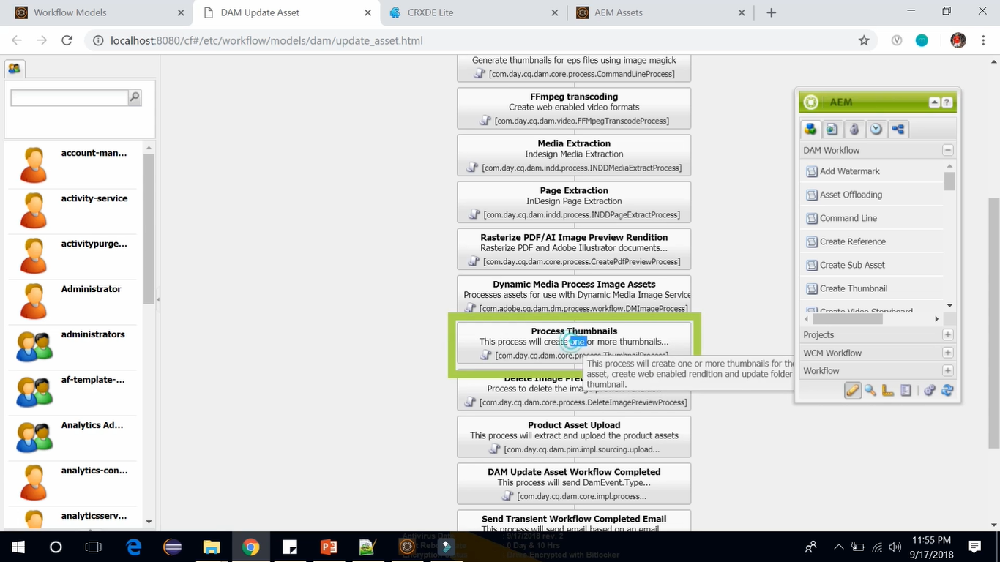 Workflow Models
DAM Update Asset
CRXDE Lite
AEM Assets
localhost:8080/cf#/etc/workflow/models/dam/update_asset.html
account-man...
activity-service
activitypurge...
Administrator
administrators
af-template-...
Analytics Ad...
analytics-con...
analyticsserv...
Generate thumbnails for eps files using image magick
[com.day.cq.dam.core.process.CommandLineProcess]
FFmpeg transcoding
Create web enabled video formats
[com.day.cq.dam.video.FFMpegTranscodeProcess]
Media Extraction
Indesign Media Extraction
[com.day.cq.dam.indd.process.INDDMediaExtractProcess]
Page Extraction
InDesign Page Extraction
[com.day.cq.dam.indd.process.INDDPageExtractProcess]
Rasterize PDF/AI Image Preview Rendition
Rasterize PDF and Adobe Illustrator documents...
[com.day.cq.dam.core.process.CreatePdfPreviewProcess]
Dynamic Media Process Image Assets
Processes assets for use with Dynamic Media Image Service
[com.adobe.cq.dam.dm.process.workflow.DMImageProcess]
Process Thumbnails
This process will create one or more thumbnails...
[com.day.cq.dam.core.process.ThumbnailProcess]
This process will create one or more thumbnails for the
asset, create web enabled rendition and update folder
thumbnail.
Delete Image Prev
Process to delete the image preview rendition
[com.day.cq.dam.core.process.DeleteImagePreviewProcess]
Product Asset Upload
This process will extract and upload the product assets
[com.day.cq.dam.pim.impl.sourcing.upload...
DAM Update Asset Workflow Completed
This process will send DamEvent.Type...
[com.day.cq.dam.core.impl.process...
Send Transient Workflow Completed Email
This process will send email based on an email
AEM
DAM Workflow
Add Watermark
Asset Offloading
Command Line
Create Reference
Create Sub Asset
Create Thumbnail
Create Video Storyboard
Projects
WCM Workflow
Workflow
: 9/17/2018 rev. 2
: 0 Day & 10 Hrs
: Drive Encrypted with Bitlocker
11:55 PM
9/17/2018